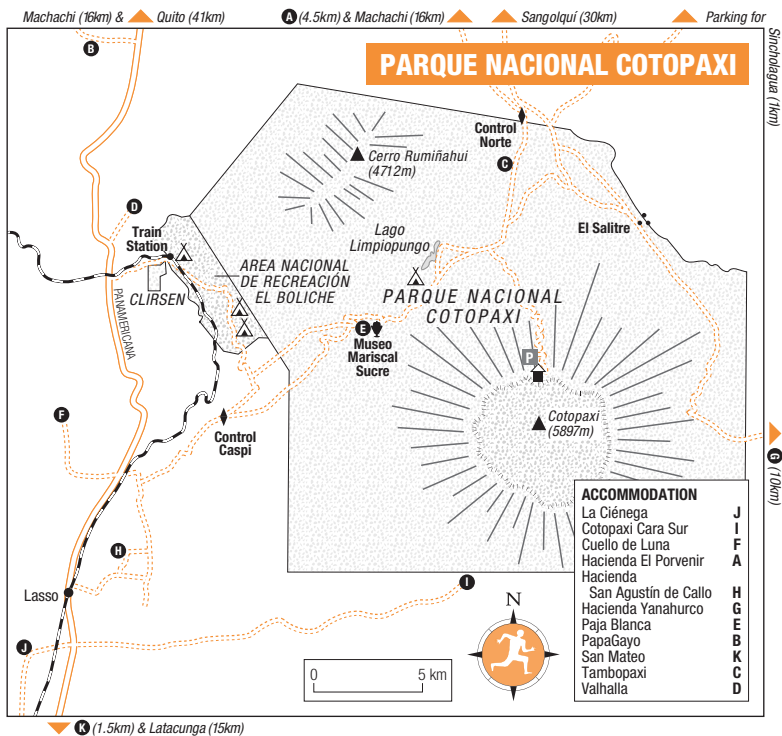 Machachi (16km) & Quito (41km)
A (4.5km) & Machachi (16km)
Sangolquí (30km)
Parking for
Sincholagua (1km)
PARQUE NACIONAL COTOPAXI
B
Control
Norte
Cerro Rumiñahui
(4712m)
C
D
Train
Station
El Salitre
Lago
Limpiopungo
AREA NACIONAL
DE RECREACIÓN
EL BOLICHE
CLIRSEN
PANAMERICANA
PARQUE NACIONAL
COTOPAXI
E
Museo
Mariscal
Sucre
P
F
Control
Caspi
Cotopaxi
(5897m)
G (10km)
H
Lasso
I
J
N
0 5 km
ACCOMMODATION
La Ciénega J
Cotopaxi Cara Sur I
Cuello de Luna F
Hacienda El Porvenir A
Hacienda
San Agustín de Callo H
Hacienda Yanahurco G
Paja Blanca E
PapaGayo B
San Mateo K
Tambopaxi C
Valhalla D
K (1.5km) & Latacunga (15km)